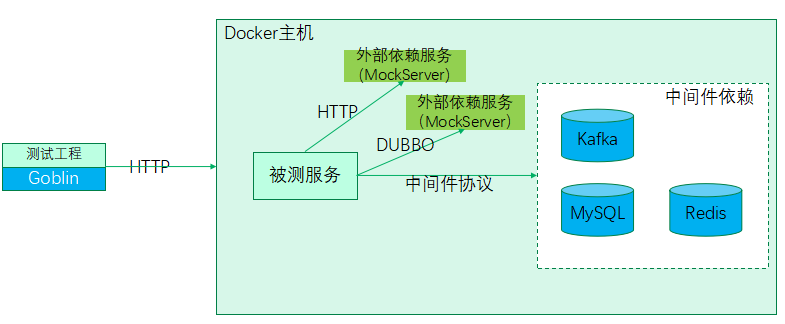 Docker主机
外部依赖服务
(MockServer)
HTTP
外部依赖服务
(MockServer)
DUBBO
中间件依赖
Kafka
测试工程
Goblin
HTTP
被测服务
中间件协议
MySQL
Redis